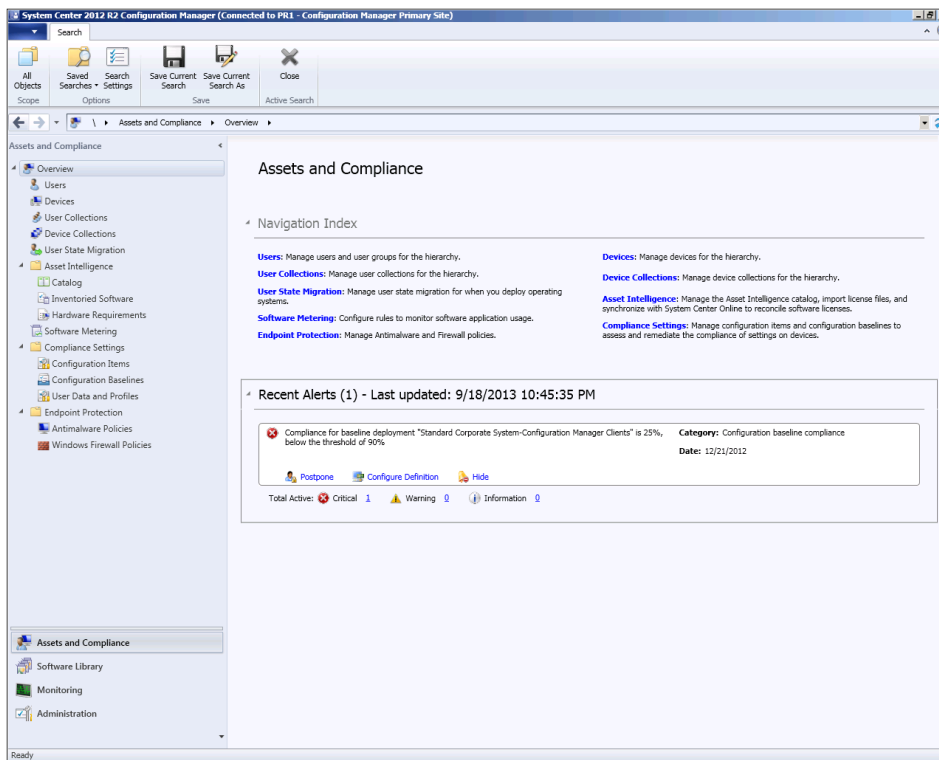 System Center 2012 R2 Configuration Manager (Connected to PR1 - Configuration Manager Primary Site)
Search
All Objects
Saved Searches
Search Settings
Save Current Search
Save Current Search As
Close
Scope
Options
Save
Active Search
\ Assets and Compliance Overview
Assets and Compliance
Overview
Users
Devices
User Collections
Device Collections
User State Migration
Asset Intelligence
Catalog
Inventoried Software
Hardware Requirements
Software Metering
Compliance Settings
Configuration Items
Configuration Baselines
User Data and Profiles
Endpoint Protection
Antimalware Policies
Windows Firewall Policies
Assets and Compliance
Software Library
Monitoring
Administration
Assets and Compliance
Navigation Index
Users: Manage users and user groups for the hierarchy.
User Collections: Manage user collections for the hierarchy.
User State Migration: Manage user state migration for when you deploy operating
systems.
Software Metering: Configure rules to monitor software application usage.
Endpoint Protection: Manage Antimalware and Firewall policies.
Devices: Manage devices for the hierarchy.
Device Collections: Manage device collections for the hierarchy.
Asset Intelligence: Manage the Asset Intelligence catalog, import license files, and
synchronize with System Center Online to reconcile software licenses.
Compliance Settings: Manage configuration items and configuration baselines to
assess and remediate the compliance of settings on devices.
Recent Alerts (1) - Last updated: 9/18/2013 10:45:35 PM
Compliance for baseline deployment "Standard Corporate System-Configuration Manager Clients" is 25%,
below the threshold of 90%
Category: Configuration baseline compliance
Date: 12/21/2012
Postpone Configure Definition Hide
Total Active: Critical 1 Warning 0 Information 0
Ready